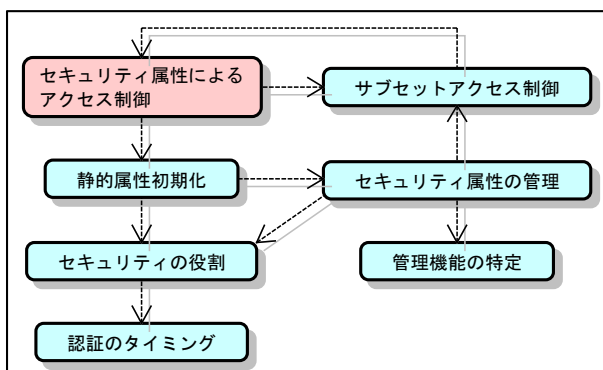 セキュリティ属性による
アクセス制御
サブセットアクセス制御
静的属性初期化
セキュリティ属性の管理
セキュリティの役割
管理機能の特定
認証のタイミング